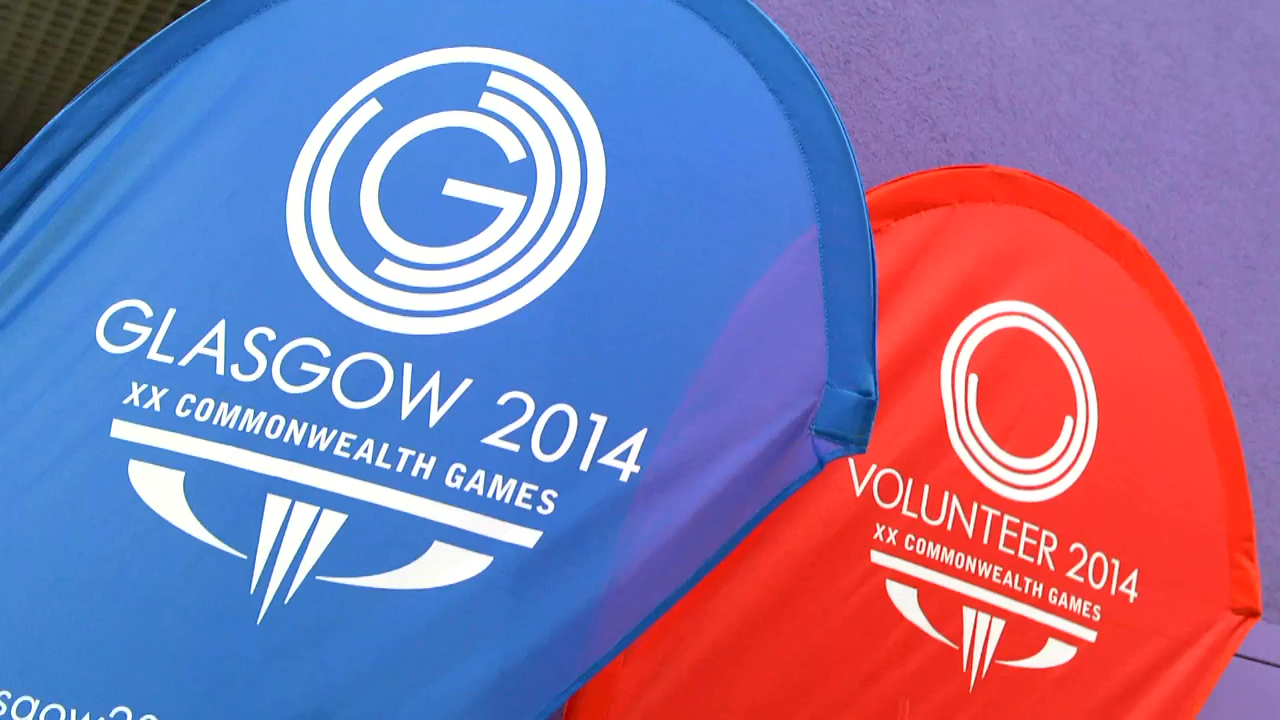 G
GLASGOW 2014
XX COMMONWEALTH GAMES
VOLUNTEER 2014
XX COMMONWEALTH GAMES